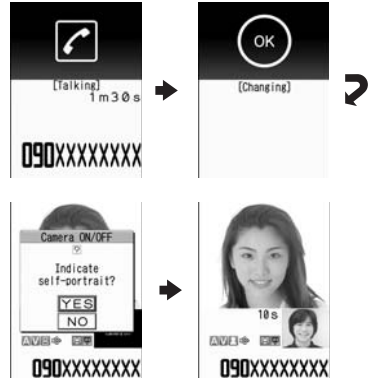 [Talking]
1m30s
090XXXXXXXX
OK
[Changing]
Camera ON/OFF
Indicate
self-portrait?
YES
NO
090XXXXXXXX
10s
090XXXXXXXX